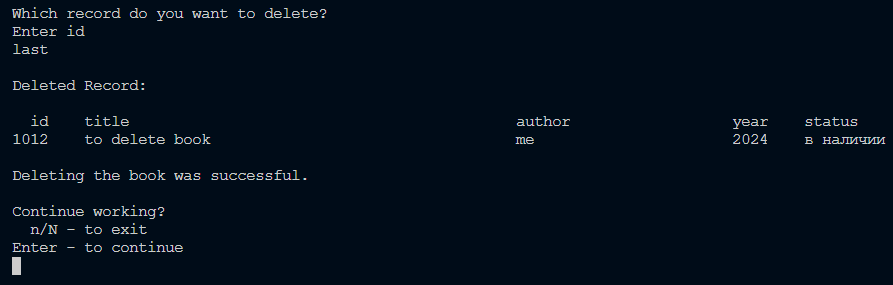 Which record do you want to delete?
Enter id
last
Deleted Record:
id title author year status
1012 to delete book me 2024 в наличии
Deleting the book was successful.
Continue working?
n/N - to exit
Enter - to continue